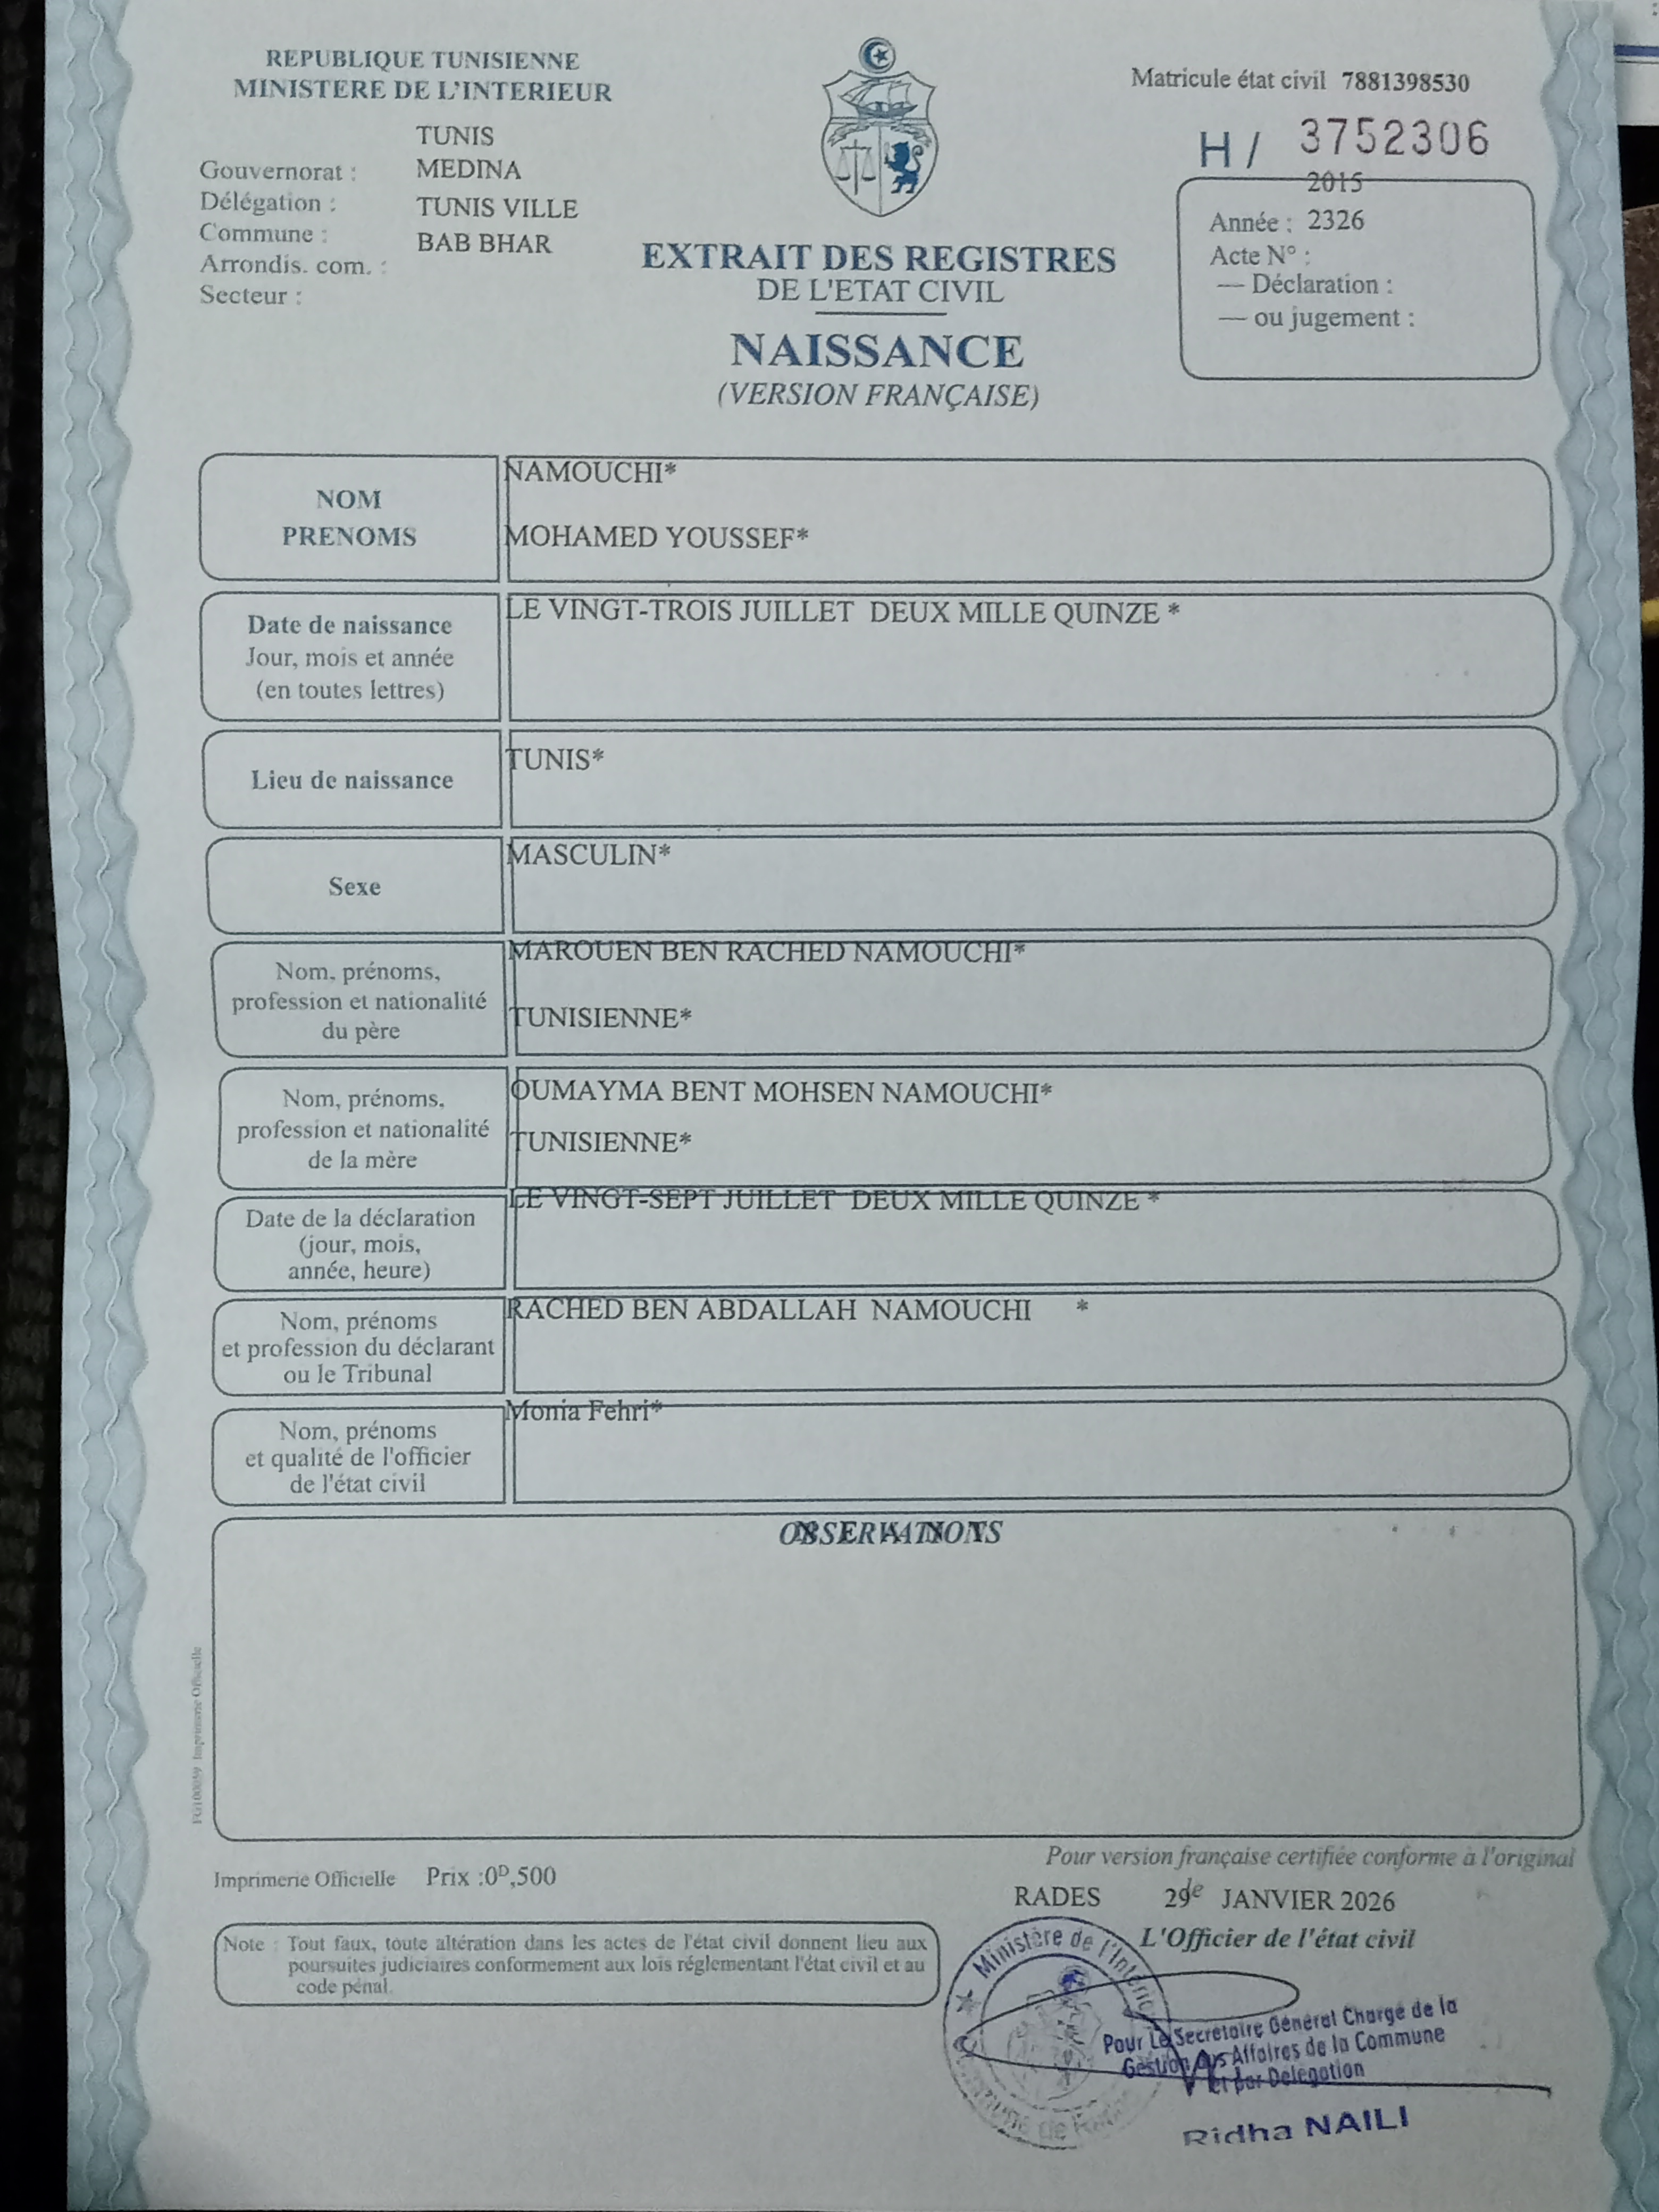 REPUBLIQUE TUNISIENNE
MINISTERE DE L'INTERIEUR
TUNIS
Gouvernorat : MEDINA
Délégation : TUNIS VILLE
Commune : BAB BHAR
Arrondis. com. :
Secteur :
EXTRAIT DES REGISTRES
DE L'ETAT CIVIL
NAISSANCE
(VERSION FRANÇAISE)
Matricule état civil 7881398530
H / 3752306
2015
Année : 2326
Acte N° :
— Déclaration :
— ou jugement :
NOM
PRENOMS
NAMOUCHI*
MOHAMED YOUSSEF*
Date de naissance
Jour, mois et année
(en toutes lettres)
LE VINGT-TROIS JUILLET DEUX MILLE QUINZE *
Lieu de naissance
TUNIS*
Sexe
MASCULIN*
Nom, prénoms,
profession et nationalité
du père
MAROUEN BEN RACHED NAMOUCHI*
TUNISIENNE*
Nom, prénoms,
profession et nationalité
de la mère
OUMAYMA BENT MOHSEN NAMOUCHI*
TUNISIENNE*
Date de la déclaration
(jour, mois,
année, heure)
LE VINGT-SEPT JUILLET DEUX MILLE QUINZE *
Nom, prénoms
et profession du déclarant
ou le Tribunal
RACHED BEN ABDALLAH NAMOUCHI *
Nom, prénoms
et qualité de l'officier
de l'état civil
Monia Fehri*
OBSERVATIONS
Imprimerie Officielle
Imprimerie Officielle Prix :0D,500
Note : Tout faux, toute altération dans les actes de l'état civil donnent lieu aux
poursuites judiciaires conformement aux lois réglementant l'état civil et au
code pénal.
Pour version française certifiée conforme à l'original
RADES 29 le JANVIER 2026
L'Officier de l'état civil
Ministère de l'Intérieur
Commune de Rades
Pour Le Secrétaire Général Chargé de la
Gestion des Affaires de la Commune
et par Délégation
Ridha NAILI